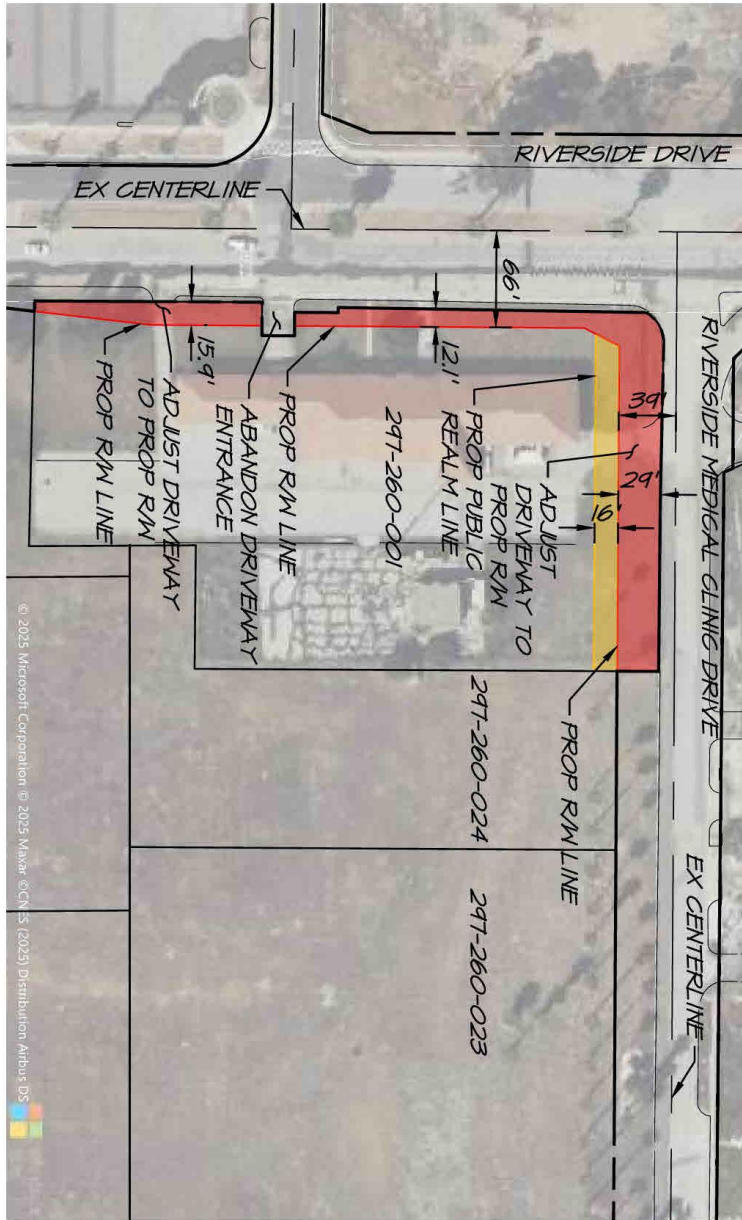 RIVERSIDE DRIVE
EX CENTERLINE
66'
RIVERSIDE MEDICAL CLINIC DRIVE
39'
29'
16'
12.1'
15.9'
ADJUST
DRIVEWAY TO
PROP R/W
PROP PUBLIC
REALM LINE
297-260-001
PROP R/W LINE
ABANDON DRIVEWAY
ENTRANCE
ADJUST DRIVEWAY
TO PROP R/W
PROP R/W LINE
PROP R/W LINE
297-260-024
297-260-023
EX CENTERLINE
© 2025 Microsoft Corporation © 2025 Maxar ©CNES (2025) Distribution Airbus DS